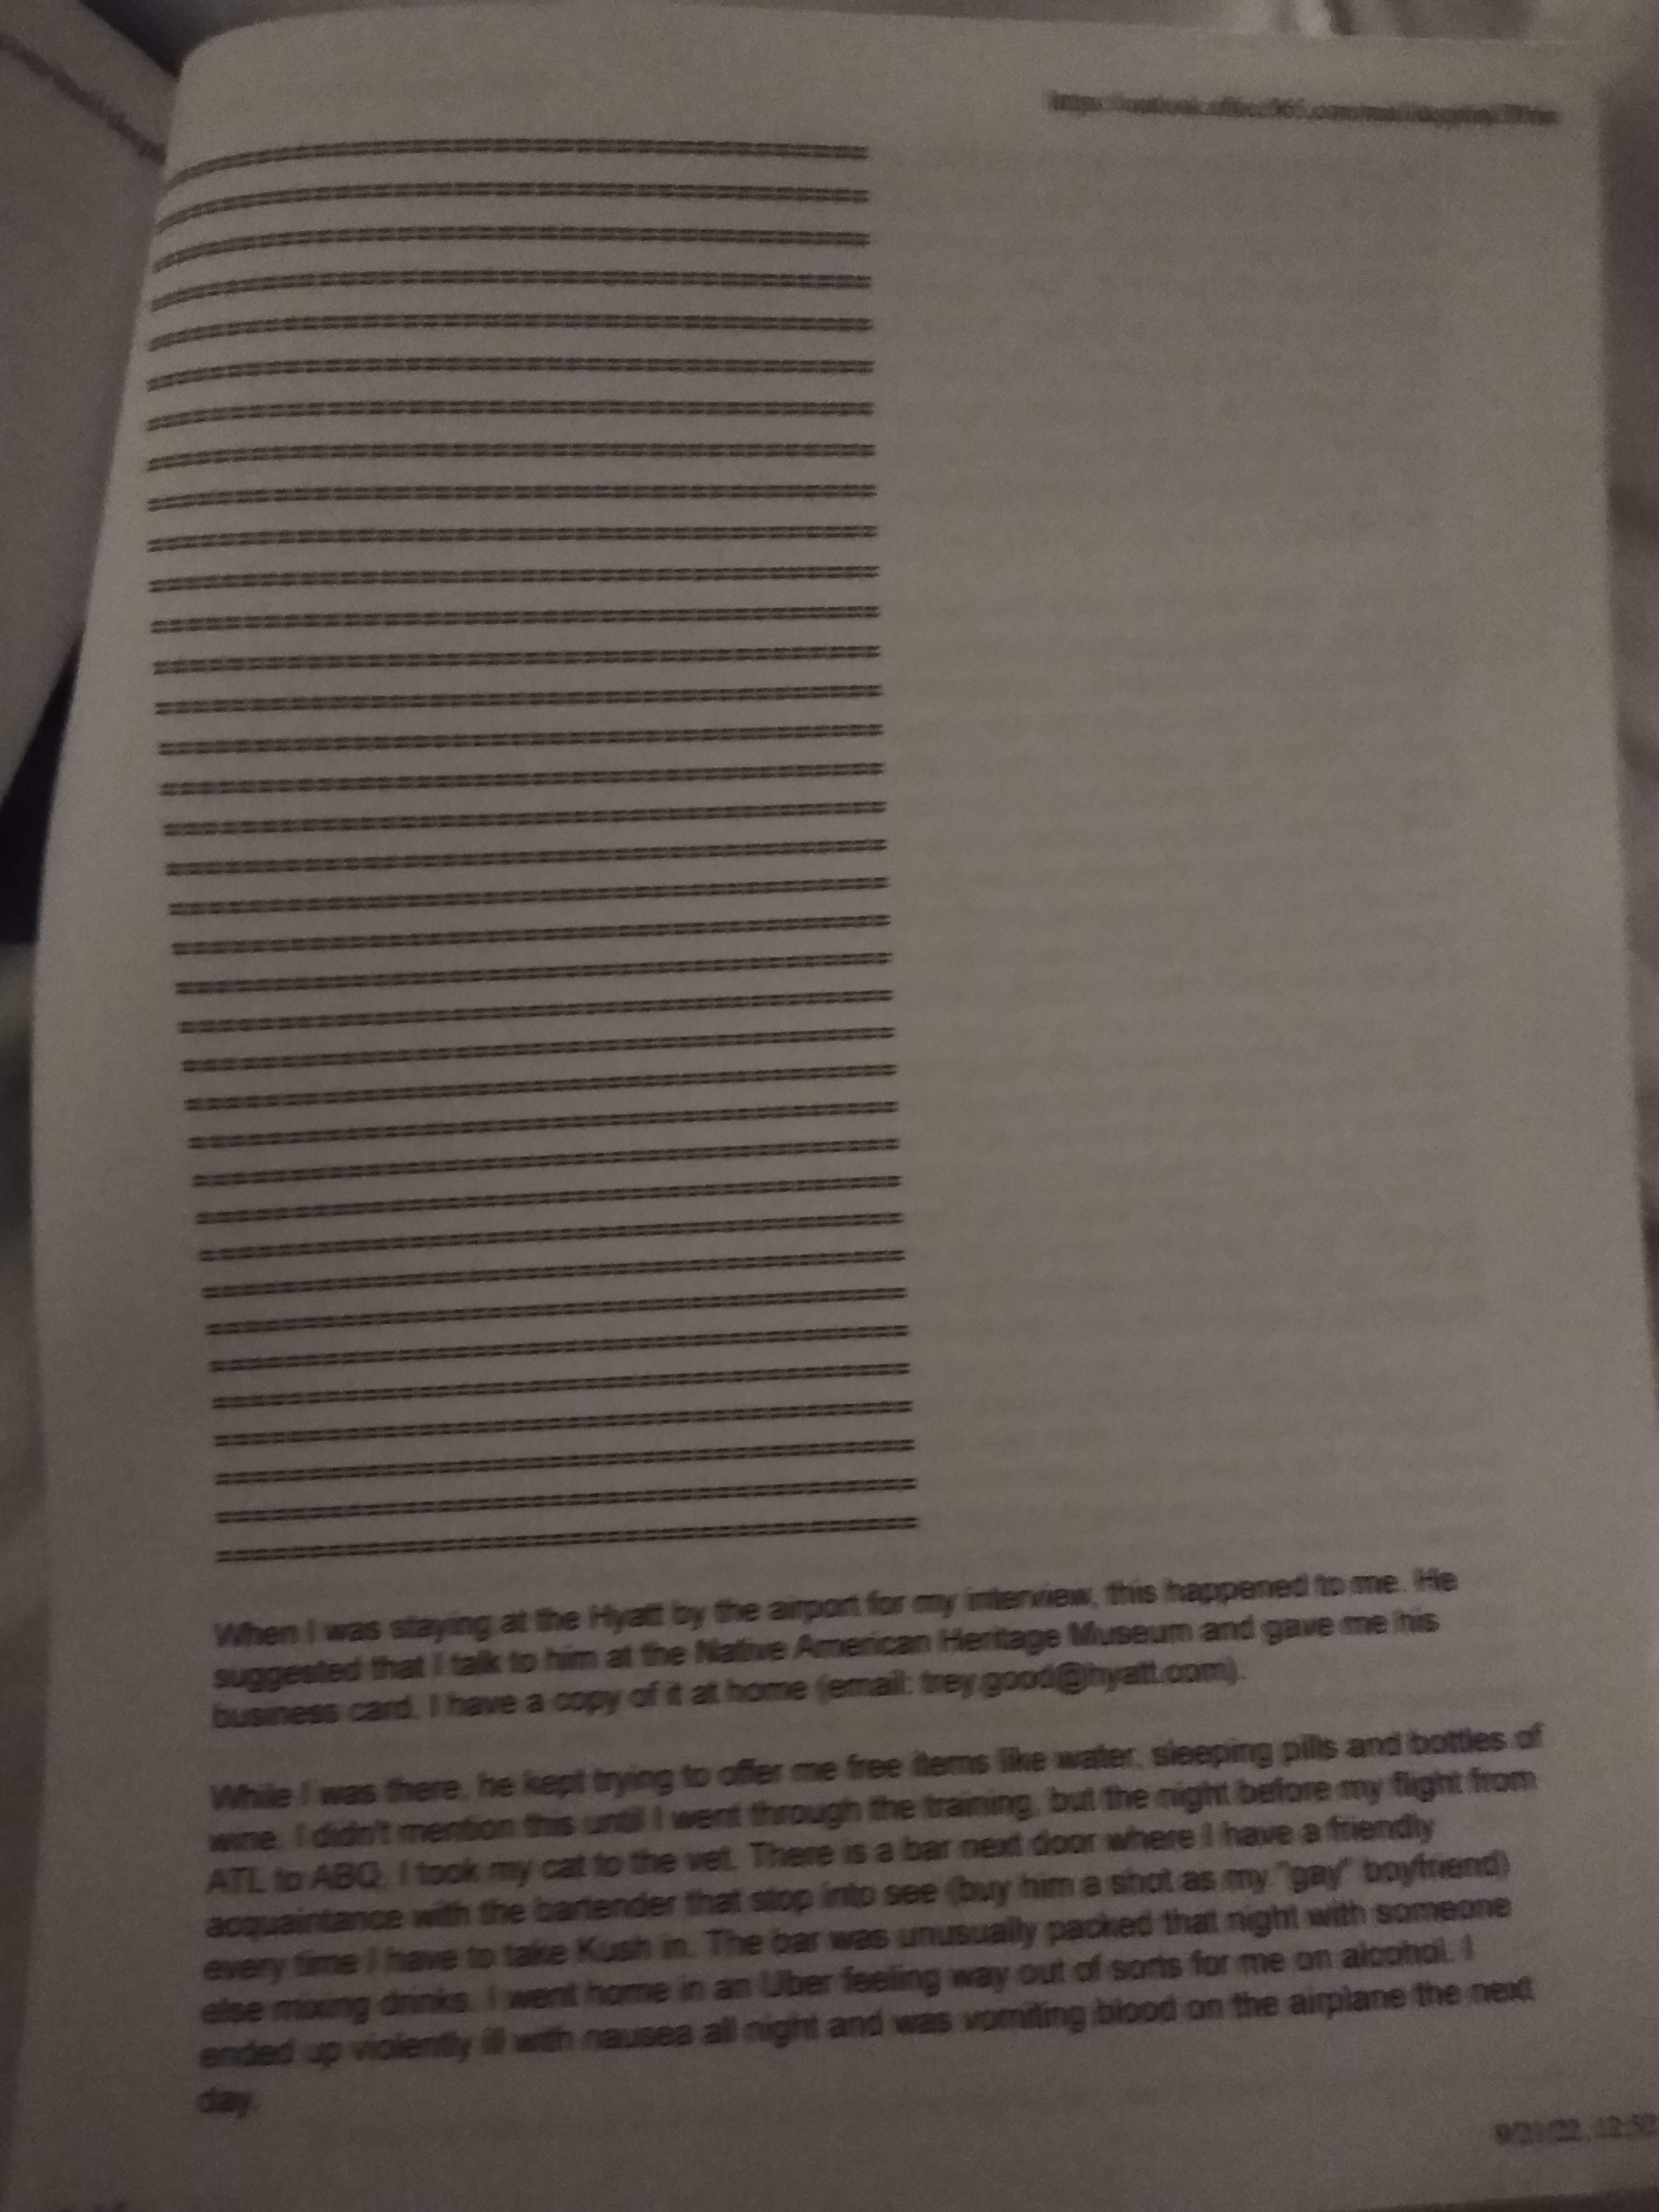 When I was staying at the Hyatt by the airport for my interview, this happened to me. He
suggested that I talk to him at the Native American Heritage Museum and gave me his
business card. I have a copy of it at home (email: trey.good@hyatt.com).
While I was there, he kept trying to offer me free items like water, sleeping pills and bottles of
wine. I didn't mention this until I went through the training, but the night before my flight from
ATL to ABQ, I took my cat to the vet. There is a bar next door where I have a friendly
acquaintance with the bartender that stop into see (buy him a shot as my "gay" boyfriend)
every time I have to take Kush in. The bar was unusually packed that night with someone
else mixing drinks. I went home in an Uber feeling way out of sorts for me on alcohol. I
ended up violently ill with nausea all night and was vomiting blood on the airplane the next
day.
9/21/22, 12:52